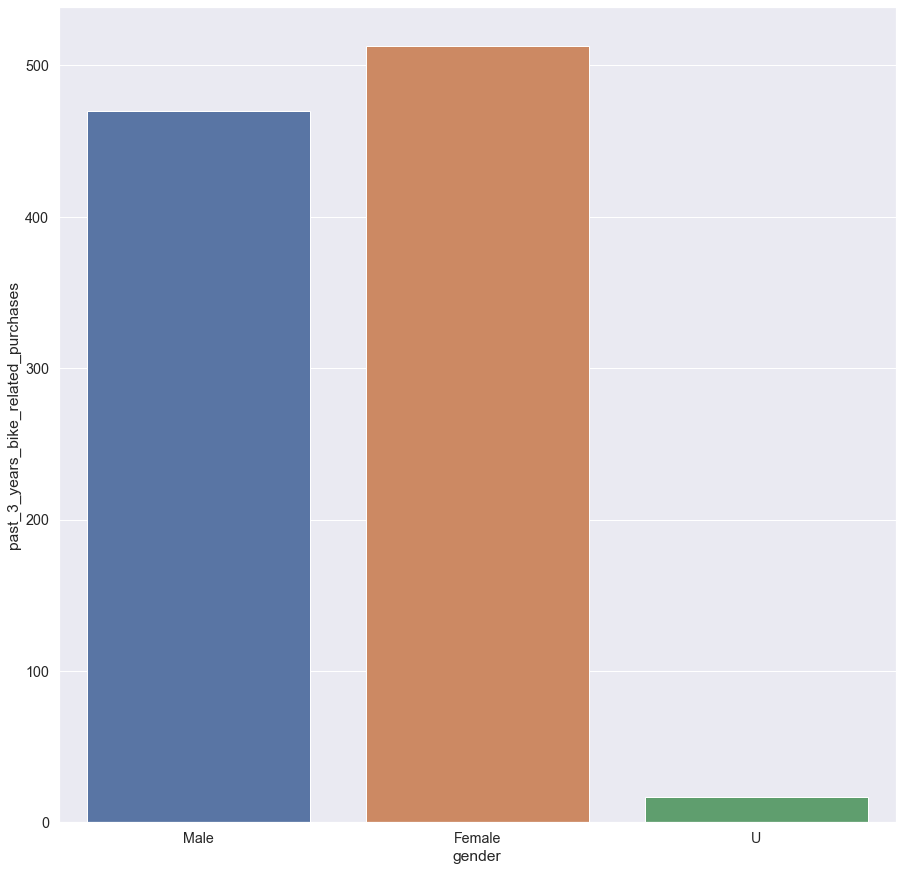 past_3_years_bike_related_purchases
500
400
300
200
100
0
Male
Female
U
gender